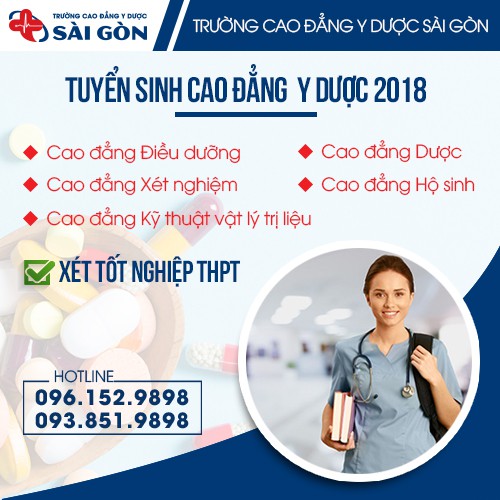 TRƯỜNG CAO ĐẲNG Y DƯỢC
SÀI GÒN
TRƯỜNG CAO ĐẲNG Y DƯỢC SÀI GÒN
TUYỂN SINH CAO ĐẲNG Y DƯỢC 2018
Cao đẳng Điều dưỡng
Cao đẳng Dược
Cao đẳng Xét nghiệm
Cao đẳng Hộ sinh
Cao đẳng Kỹ thuật vật lý trị liệu
XÉT TỐT NGHIỆP THPT
HOTLINE
096.152.9898
093.851.9898